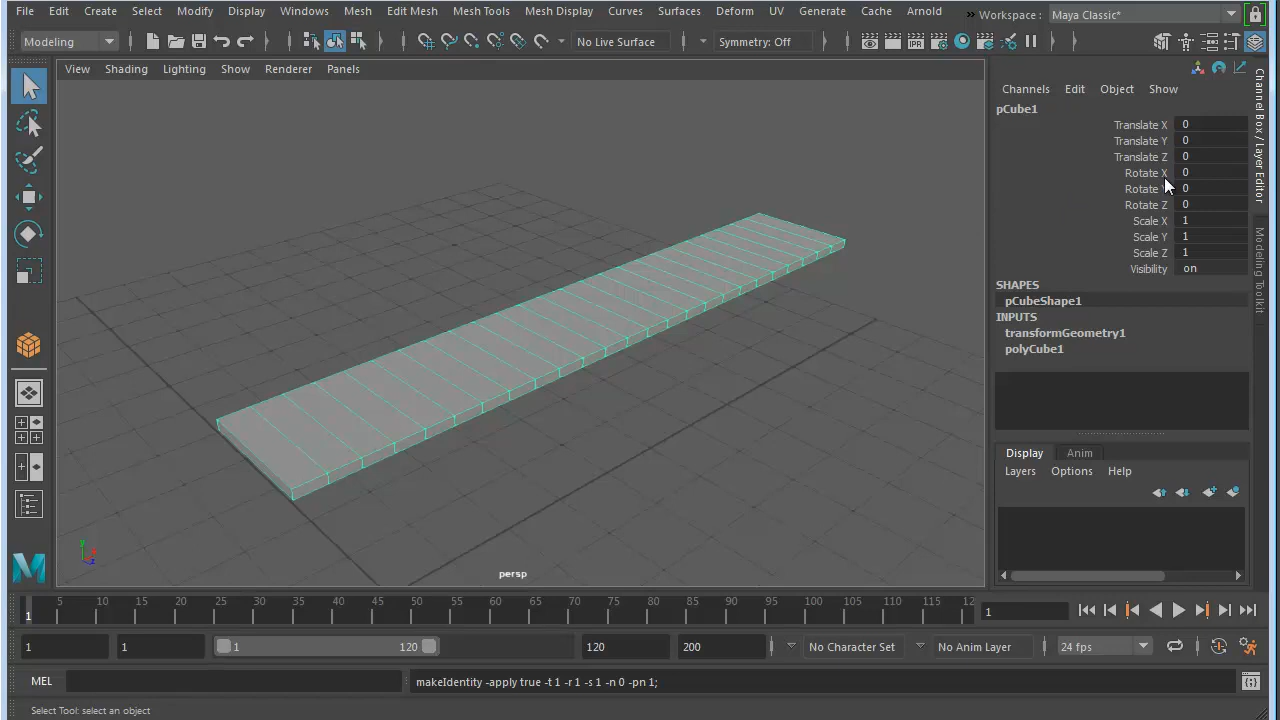 File Edit Create Select Modify Display Windows Mesh Edit Mesh Mesh Tools Mesh Display Curves Surfaces Deform UV Generate Cache Arnold » Workspace : Maya Classic*
Modeling No Live Surface Symmetry: Off IPR
View Shading Lighting Show Renderer Panels
Channels Edit Object Show
pCube1
Translate X 0
Translate Y 0
Translate Z 0
Rotate X 0
Rotate 0
Rotate Z 0
Scale X 1
Scale Y 1
Scale Z 1
Visibility on
SHAPES
pCubeShape1
INPUTS
transformGeometry1
polyCube1
Channel Box / Layer Editor
Modeling Toolkit
Display Anim
Layers Options Help
y
z
persp
5 10 15 20 25 30 35 40 45 50 55 60 65 70 75 80 85 90 95 100 105 110 115 12
1 1
1 1 1 120 120 200 No Character Set No Anim Layer 24 fps
MEL makeIdentity -apply true -t 1 -r 1 -s 1 -n 0 -pn 1;
Select Tool: select an object